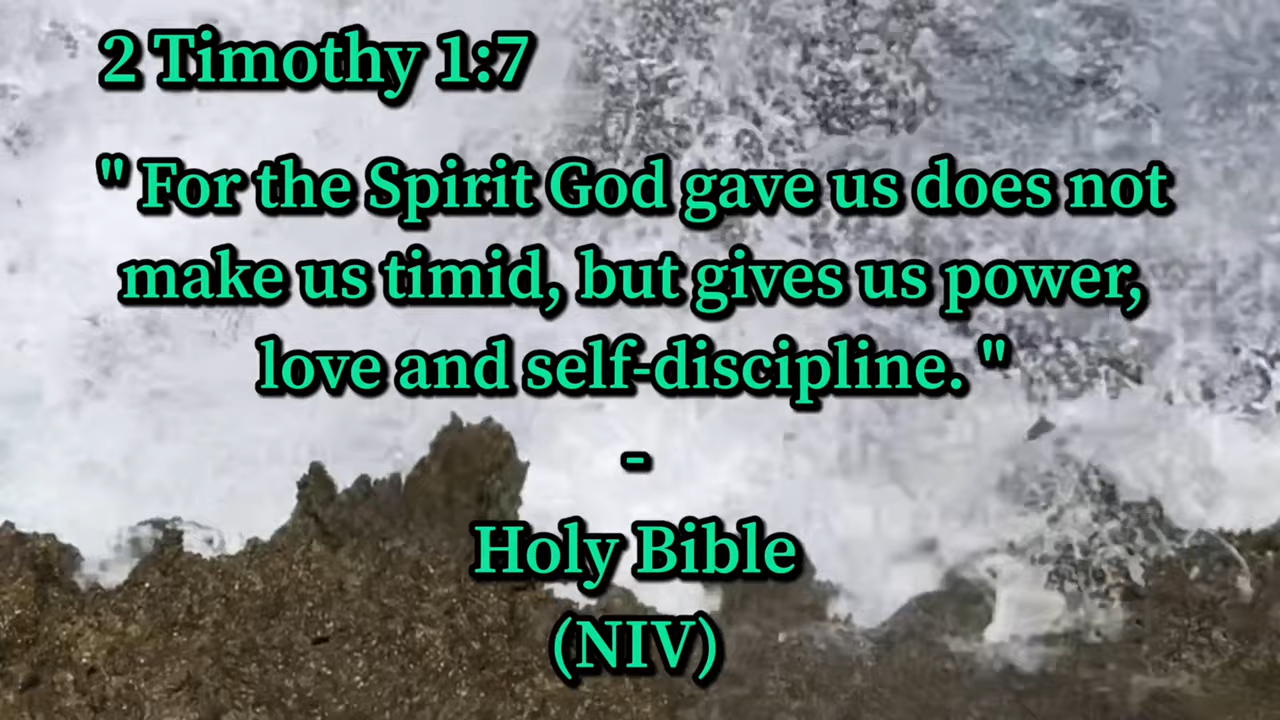 2 Timothy 1:7
" For the Spirit God gave us does not
make us timid, but gives us power,
love and self-discipline. "
-
Holy Bible
(NIV)